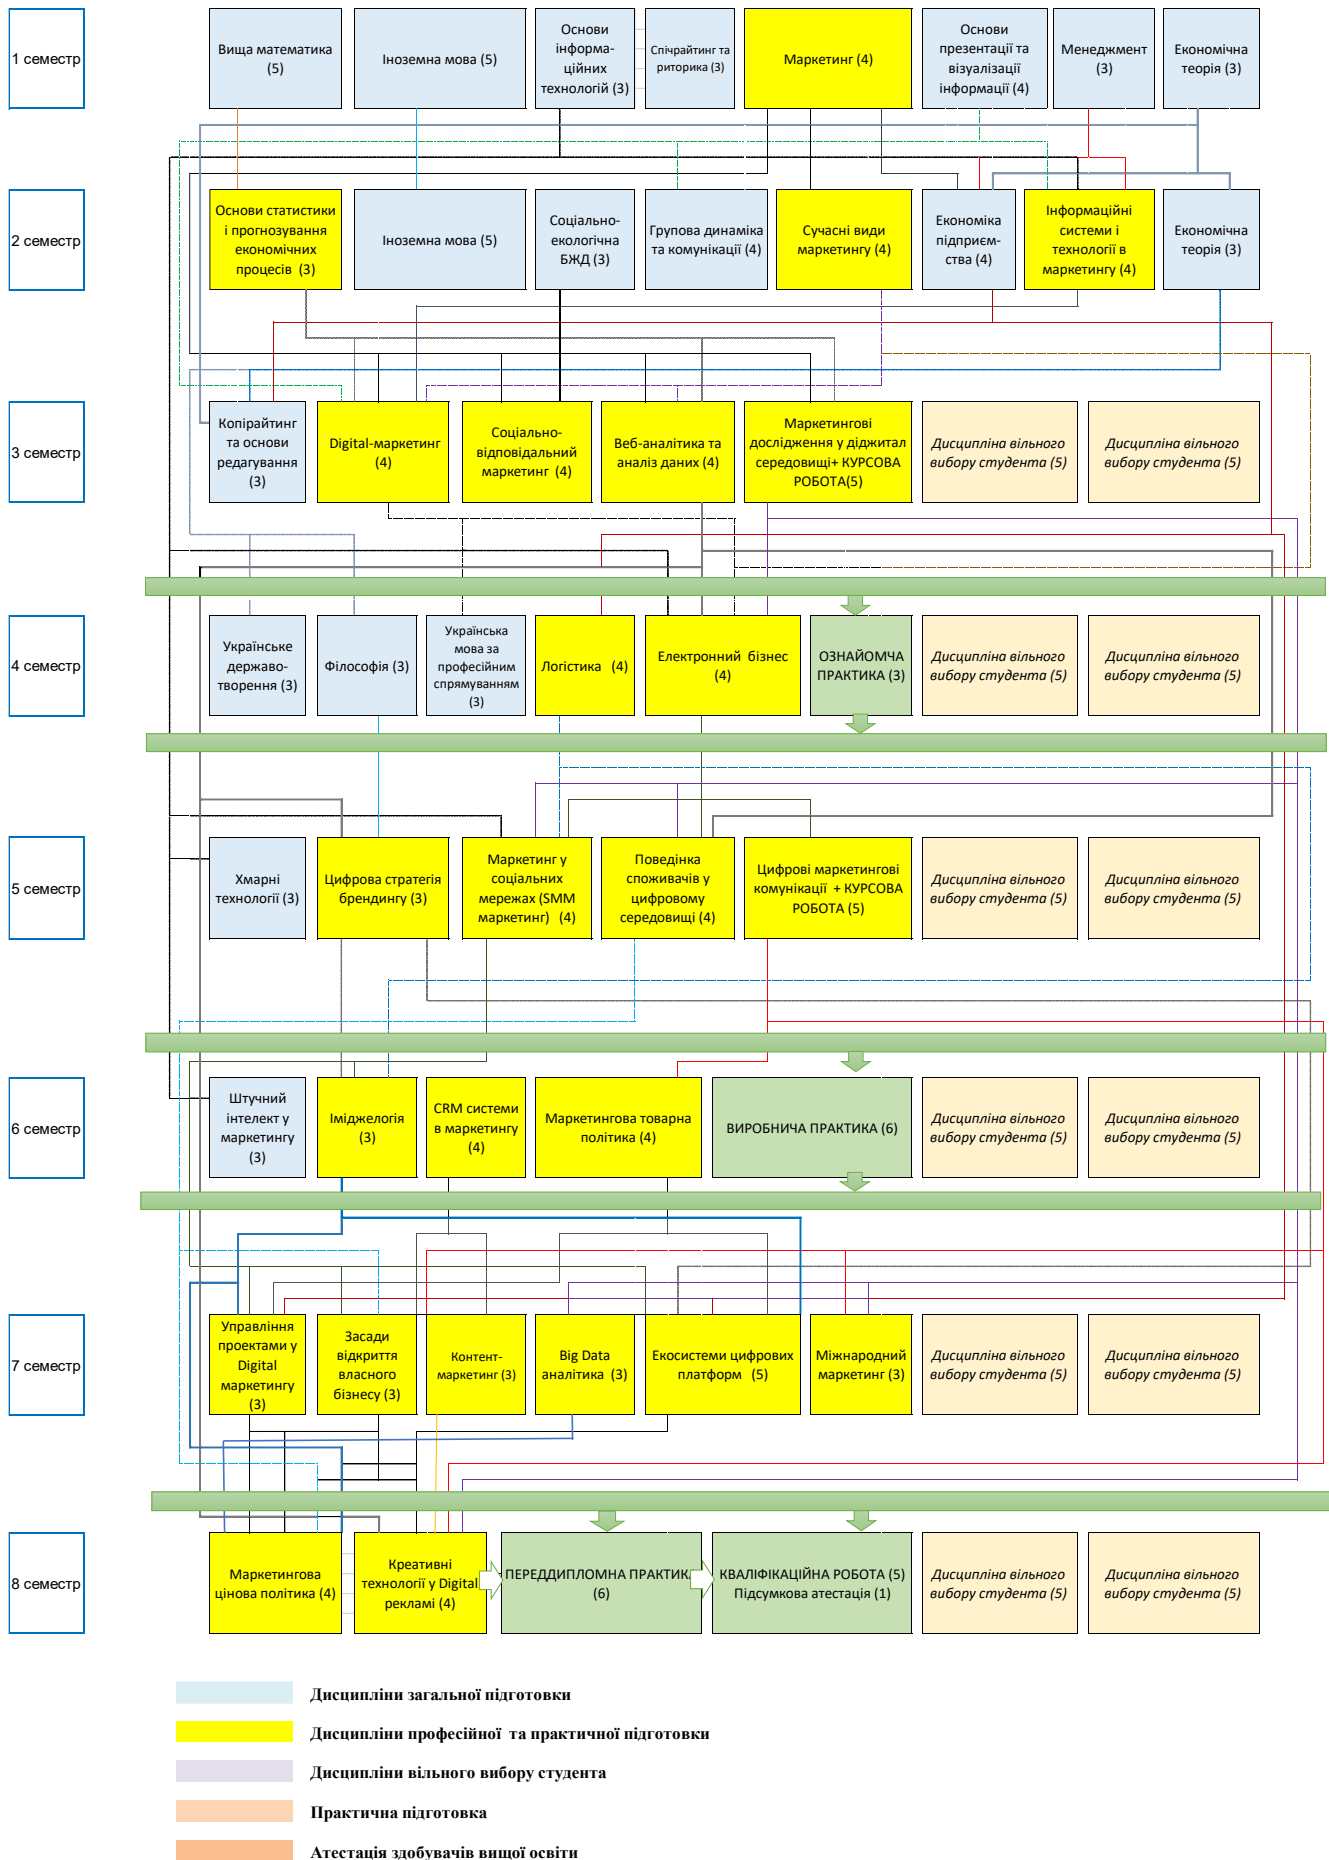 1 семестр
Вища математика
(5)
Іноземна мова (5)
Основи
інформа-
ційних
технологій (3)
Спічрайтинг та
риторика (3)
Маркетинг (4)
Основи
презентації та
візуалізації
інформації (4)
Менеджмент
(3)
Економічна
теорія (3)
2 семестр
Основи статистики
і прогнозування
економічних
процесів (3)
Іноземна мова (5)
Соціально-
екологічна
БЖД (3)
Групова динаміка
та комунікації (4)
Сучасні види
маркетингу (4)
Економіка
підприєм-
ства (4)
Інформаційні
системи і
технології в
маркетингу (4)
Економічна
теорія (3)
3 семестр
Копірайтинг
та основи
редагування
(3)
Digital-маркетинг
(4)
Соціально-
відповідальний
маркетинг (4)
Веб-аналітика та
аналіз даних (4)
Маркетингові
дослідження у діджитал
середовищі+ КУРСОВА
РОБОТА(5)
Дисципліна вільного
вибору студента (5)
Дисципліна вільного
вибору студента (5)
4 семестр
Українське
державо-
творення (3)
Філософія (3)
Українська
мова за
професійним
спрямуванням
(3)
Логістика (4)
Електронний бізнес
(4)
ОЗНАЙОМЧА
ПРАКТИКА (3)
Дисципліна вільного
вибору студента (5)
Дисципліна вільного
вибору студента (5)
5 семестр
Хмарні
технології (3)
Цифрова стратегія
брендингу (3)
Маркетинг у
соціальних
мережах (SMM
маркетинг) (4)
Поведінка
споживачів у
цифровому
середовищі (4)
Цифрові маркетингові
комунікації + КУРСОВА
РОБОТА (5)
Дисципліна вільного
вибору студента (5)
Дисципліна вільного
вибору студента (5)
6 семестр
Штучний
інтелект у
маркетингу
(3)
Іміджелогія
(3)
CRM системи
в маркетингу
(4)
Маркетингова товарна
політика (4)
ВИРОБНИЧА ПРАКТИКА (6)
Дисципліна вільного
вибору студента (5)
Дисципліна вільного
вибору студента (5)
7 семестр
Управління
проектами у
Digital
маркетингу
(3)
Засади
відкриття
власного
бізнесу (3)
Контент-
маркетинг (3)
Big Data
аналітика (3)
Екосистеми цифрових
платформ (5)
Міжнародний
маркетинг (3)
Дисципліна вільного
вибору студента (5)
Дисципліна вільного
вибору студента (5)
8 семестр
Маркетингова
цінова політика (4)
Креативні
технології у Digital
рекламі (4)
ПЕРЕДДИПЛОМНА ПРАКТИКА
(6)
КВАЛІФІКАЦІЙНА РОБОТА (5)
Підсумкова атестація (1)
Дисципліна вільного
вибору студента (5)
Дисципліна вільного
вибору студента (5)
Дисципліни загальної підготовки
Дисципліни професійної та практичної підготовки
Дисципліни вільного вибору студента
Практична підготовка
Атестація здобувачів вищої освіти